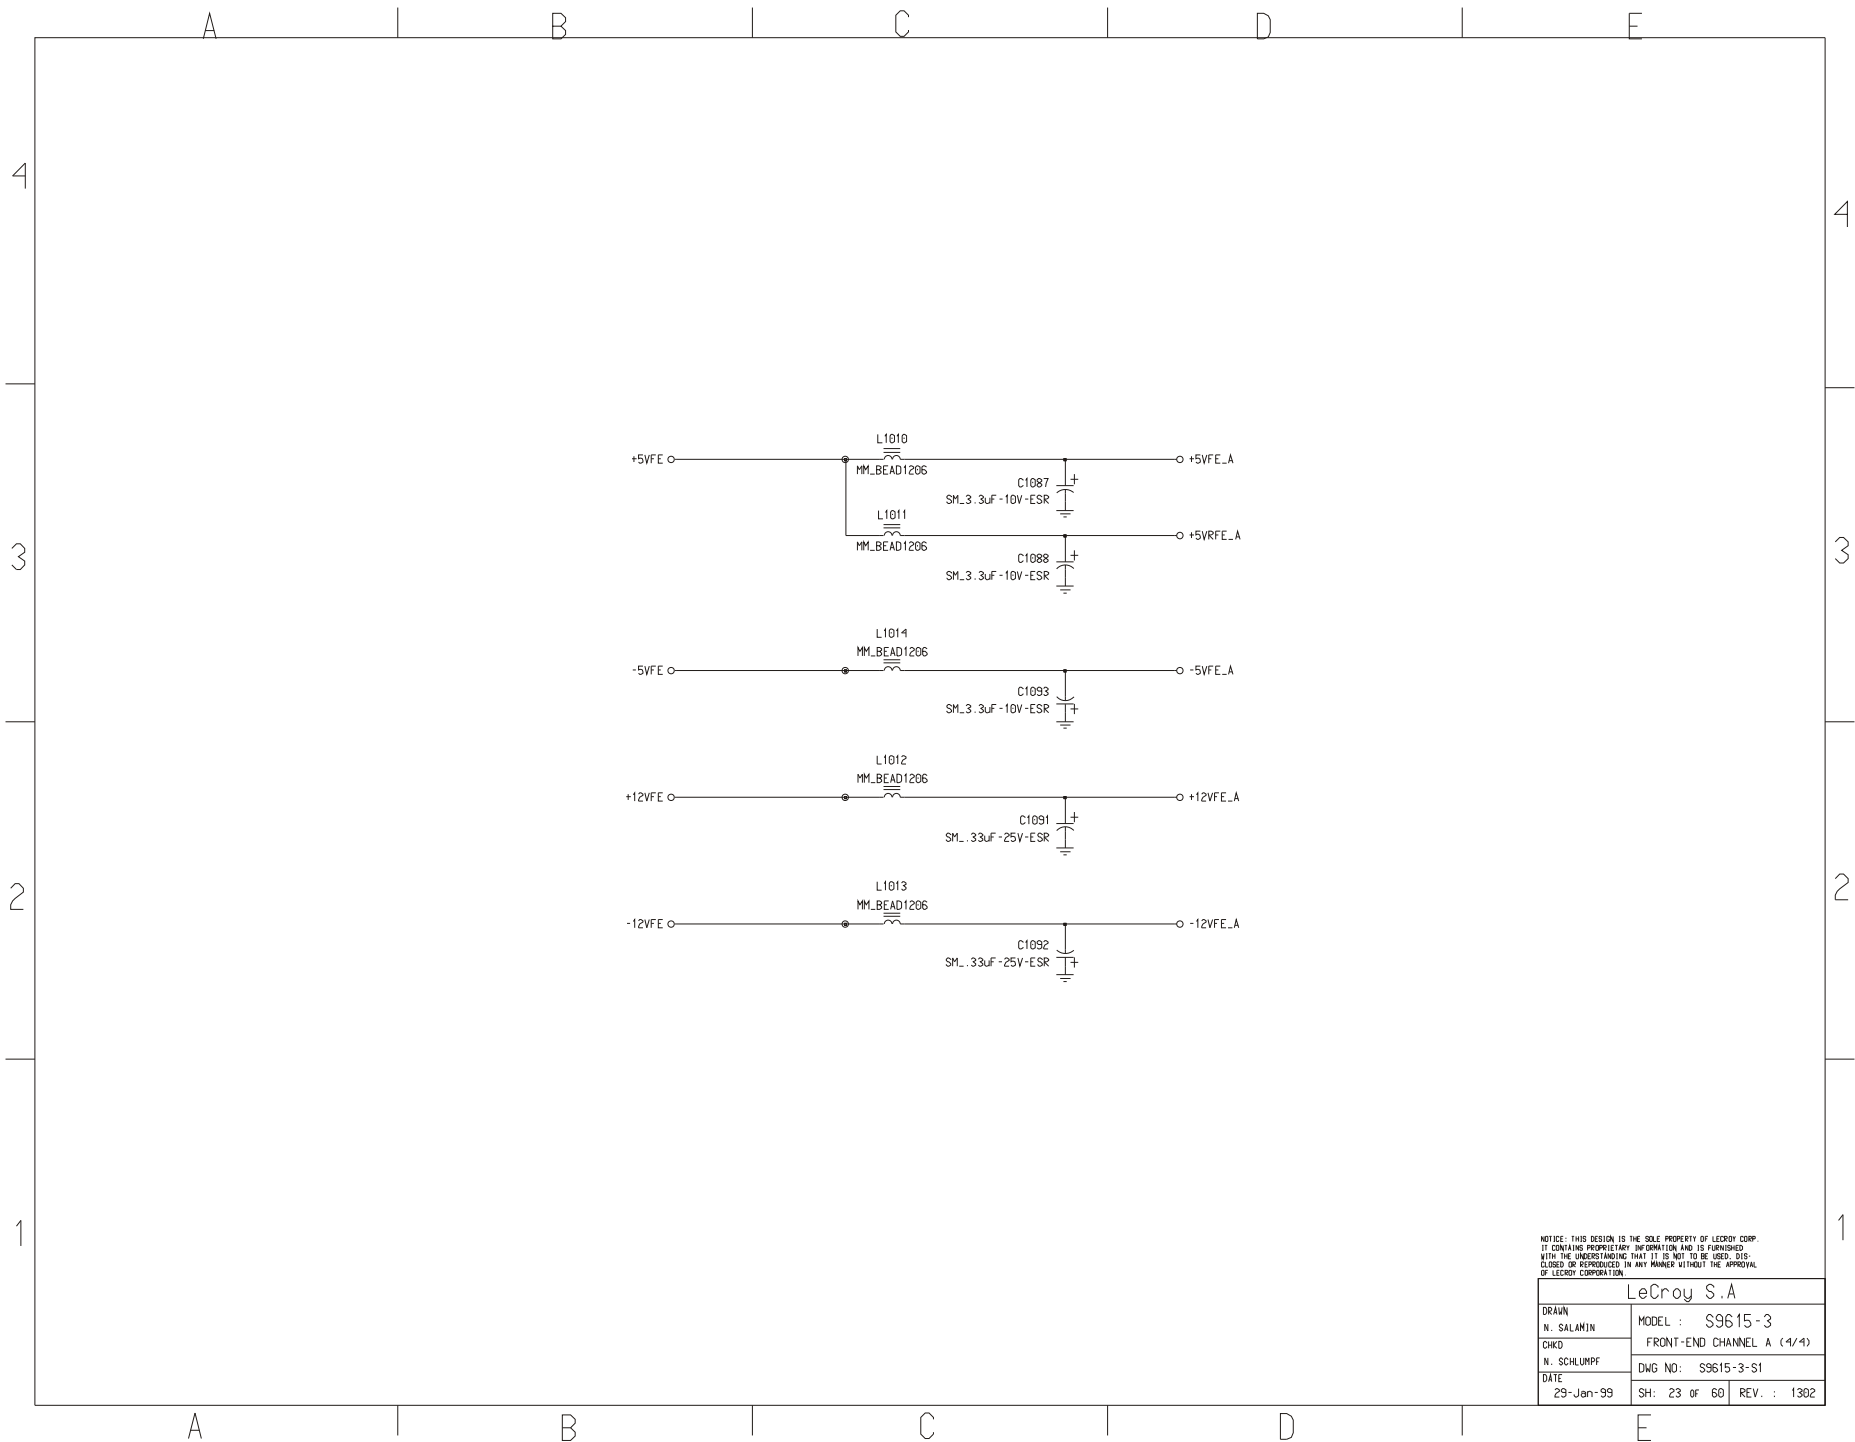 A B C D E
4
4
L1010
+5VFE
+5VFE_A
MM_BEAD1206
C1087
+
SM_3.3uF-10V-ESR
L1011
+5VRFE_A
MM_BEAD1206
3
3
C1088
+
SM_3.3uF-10V-ESR
L1014
MM_BEAD1206
-5VFE
-5VFE_A
C1093
SM_3.3uF-10V-ESR
+
L1012
MM_BEAD1206
+12VFE
+12VFE_A
C1091
+
SM_.33uF-25V-ESR
2
2
L1013
MM_BEAD1206
-12VFE
-12VFE_A
C1092
SM_.33uF-25V-ESR
+
1
1
NOTICE: THIS DESIGN IS THE SOLE PROPERTY OF LECROY CORP.
IT CONTAINS PROPRIETARY INFORMATION AND IS FURNISHED
WITH THE UNDERSTANDING THAT IT IS NOT TO BE USED, DIS-
CLOSED OR REPRODUCED IN ANY MANNER WITHOUT THE APPROVAL
OF LECROY CORPORATION.
LeCroy S.A
DRAWN
N. SALAMIN
MODEL : S9615-3
FRONT-END CHANNEL A (4/4)
CHKD
N. SCHLUMPF
DWG NO: S9615-3-S1
DATE
29-Jan-99
SH: 23 OF 60
REV. : 1302
A B C D E